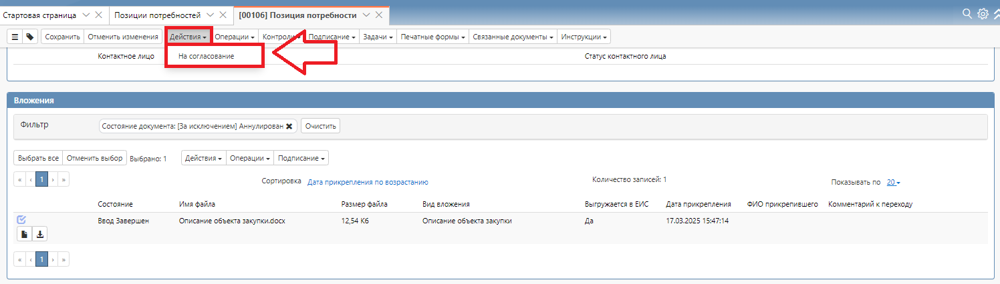 Стартовая страница Позиции потребностей [00106] Позиция потребности
Сохранить Отменить изменения Действия Операции Контроли Подписание Задачи Печатные формы Связанные документы Инструкции
Контактное лицо На согласование Статус контактного лица
Вложения
Фильтр Состояние документа: [За исключением] Аннулирован Очистить
Выбрать все Отменить выбор Выбрано: 1 Действия Операции Подписание
« ‹ 1 › » Сортировка Дата прикрепления по возрастанию Количество записей: 1 Показывать по 20
Состояние Имя файла Размер файла Вид вложения Выгружается в ЕИС Дата прикрепления ФИО прикрепившего Комментарий к переходу
Ввод Завершен Описание объекта закупки.docx 12,54 Кб Описание объекта закупки Да 17.03.2025 15:47:14
« ‹ 1 › »